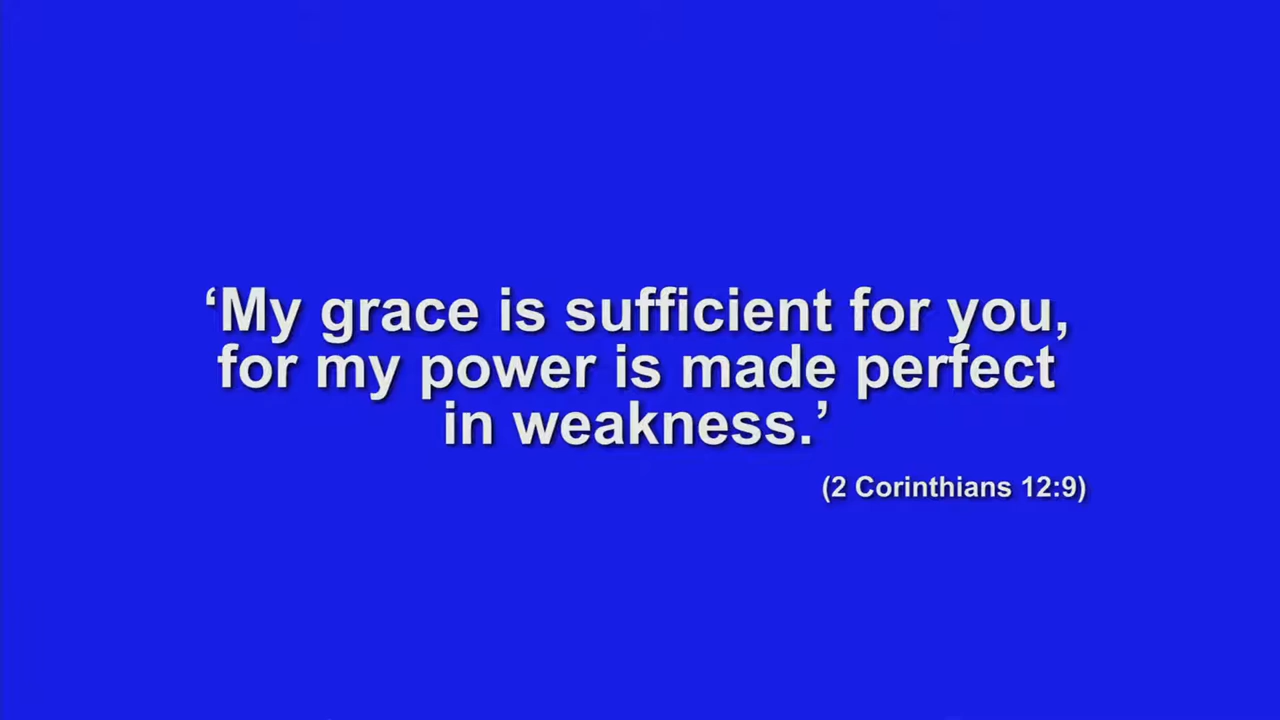 ‘My grace is sufficient for you,
for my power is made perfect
in weakness.’
(2 Corinthians 12:9)